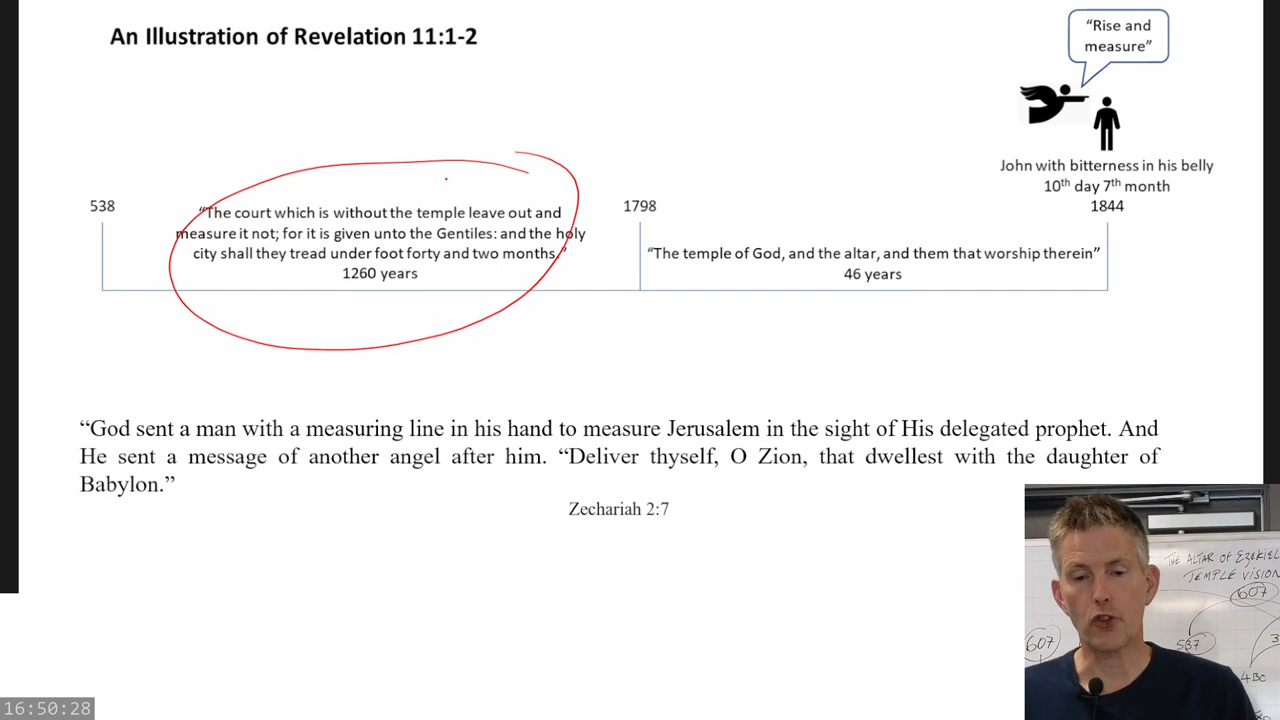 An Illustration of Revelation 11:1-2
“Rise and
measure”
John with bitterness in his belly
10th day 7th month
538
1798
1844
“The court which is without the temple leave out and
measure it not; for it is given unto the Gentiles: and the holy
city shall they tread under foot forty and two months.”
1260 years
“The temple of God, and the altar, and them that worship therein”
46 years
“God sent a man with a measuring line in his hand to measure Jerusalem in the sight of His delegated prophet. And
He sent a message of another angel after him. “Deliver thyself, O Zion, that dwellest with the daughter of
Babylon.”
Zechariah 2:7
THE ALTAR OF EZEKIEL
TEMPLE VISION
607
607
537
4BC
16:50:28